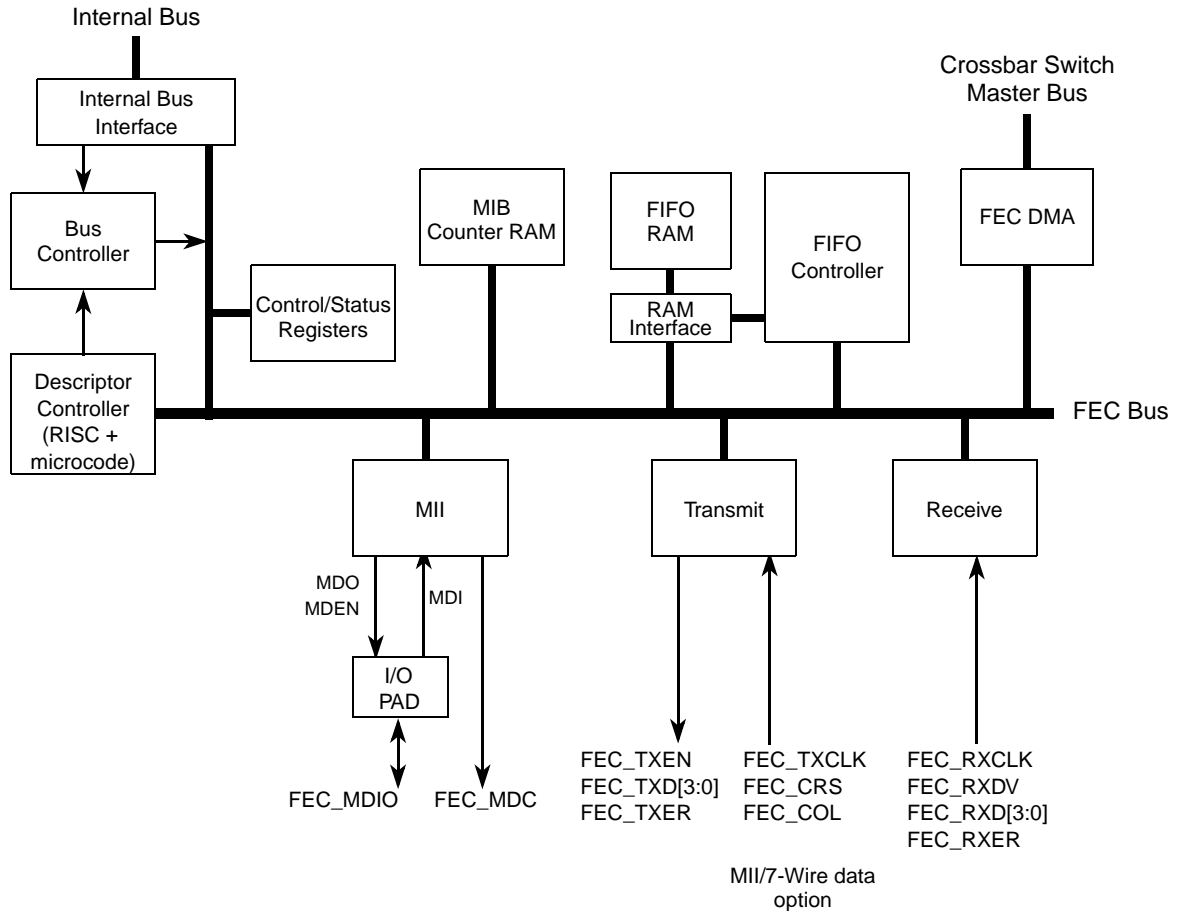 Internal Bus
Internal Bus
Interface
Crossbar Switch
Master Bus
Bus
Controller
MIB
Counter RAM
FIFO
RAM
FIFO
Controller
FEC DMA
Control/Status
Registers
RAM
Interface
Descriptor
Controller
(RISC +
microcode)
FEC Bus
MII
Transmit
Receive
MDO
MDEN
MDI
I/O
PAD
FEC_MDIO
FEC_MDC
FEC_TXEN
FEC_TXD[3:0]
FEC_TXER
FEC_TXCLK
FEC_CRS
FEC_COL
FEC_RXCLK
FEC_RXDV
FEC_RXD[3:0]
FEC_RXER
MII/7-Wire data
option